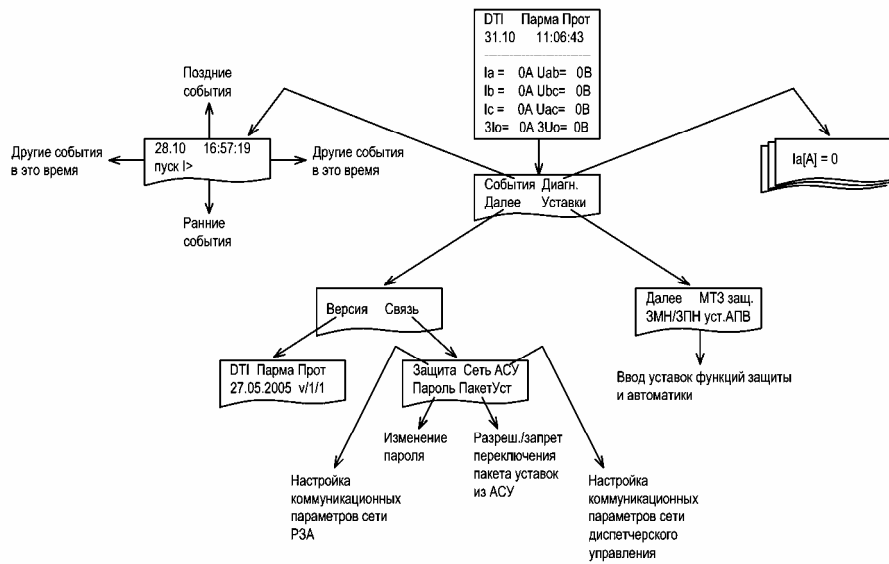 DTI Парма Прот
31.10 11:06:43
Ia = 0A Uab= 0B
Ib = 0A Ubc= 0B
Ic = 0A Uac= 0B
3Io= 0A 3Uo= 0B
Поздние
события
Другие события
в это время
28.10 16:57:19
пуск I>
Другие события
в это время
Ранние
события
Ia[A] = 0
События Диагн.
Далее Уставки
Версия Связь
Далее МТЗ защ.
ЗМН/ЗПН уст.АПВ
DTI Парма Прот
27.05.2005 v/1/1
Защита Сеть АСУ
Пароль ПакетУст
Ввод уставок функций защиты
и автоматики
Изменение
пароля
Разреш./запрет
переключения
пакета уставок
из АСУ
Настройка
коммуникационных
параметров сети
РЗА
Настройка
коммуникационных
параметров сети
диспетчерского
управления